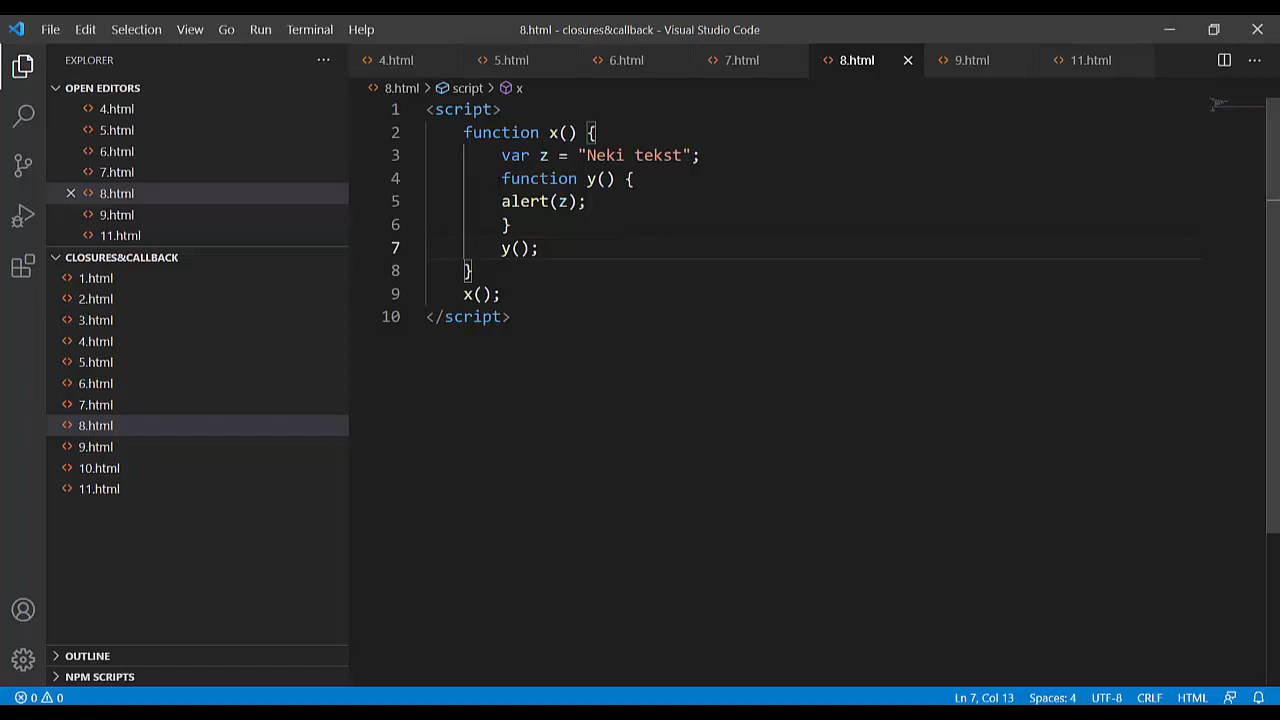 File Edit Selection View Go Run Terminal Help
8.html - closures&callback - Visual Studio Code
EXPLORER
OPEN EDITORS
4.html
5.html
6.html
7.html
8.html
9.html
11.html
CLOSURES&CALLBACK
1.html
2.html
3.html
4.html
5.html
6.html
7.html
8.html
9.html
10.html
11.html
OUTLINE
NPM SCRIPTS
4.html 5.html 6.html 7.html 8.html 9.html 11.html
8.html > script > x
1 <script>
2 function x() {
3 var z = "Neki tekst";
4 function y() {
5 alert(z);
6 }
7 y();
8 }
9 x();
10 </script>
0 0
Ln 7, Col 13 Spaces: 4 UTF-8 CRLF HTML